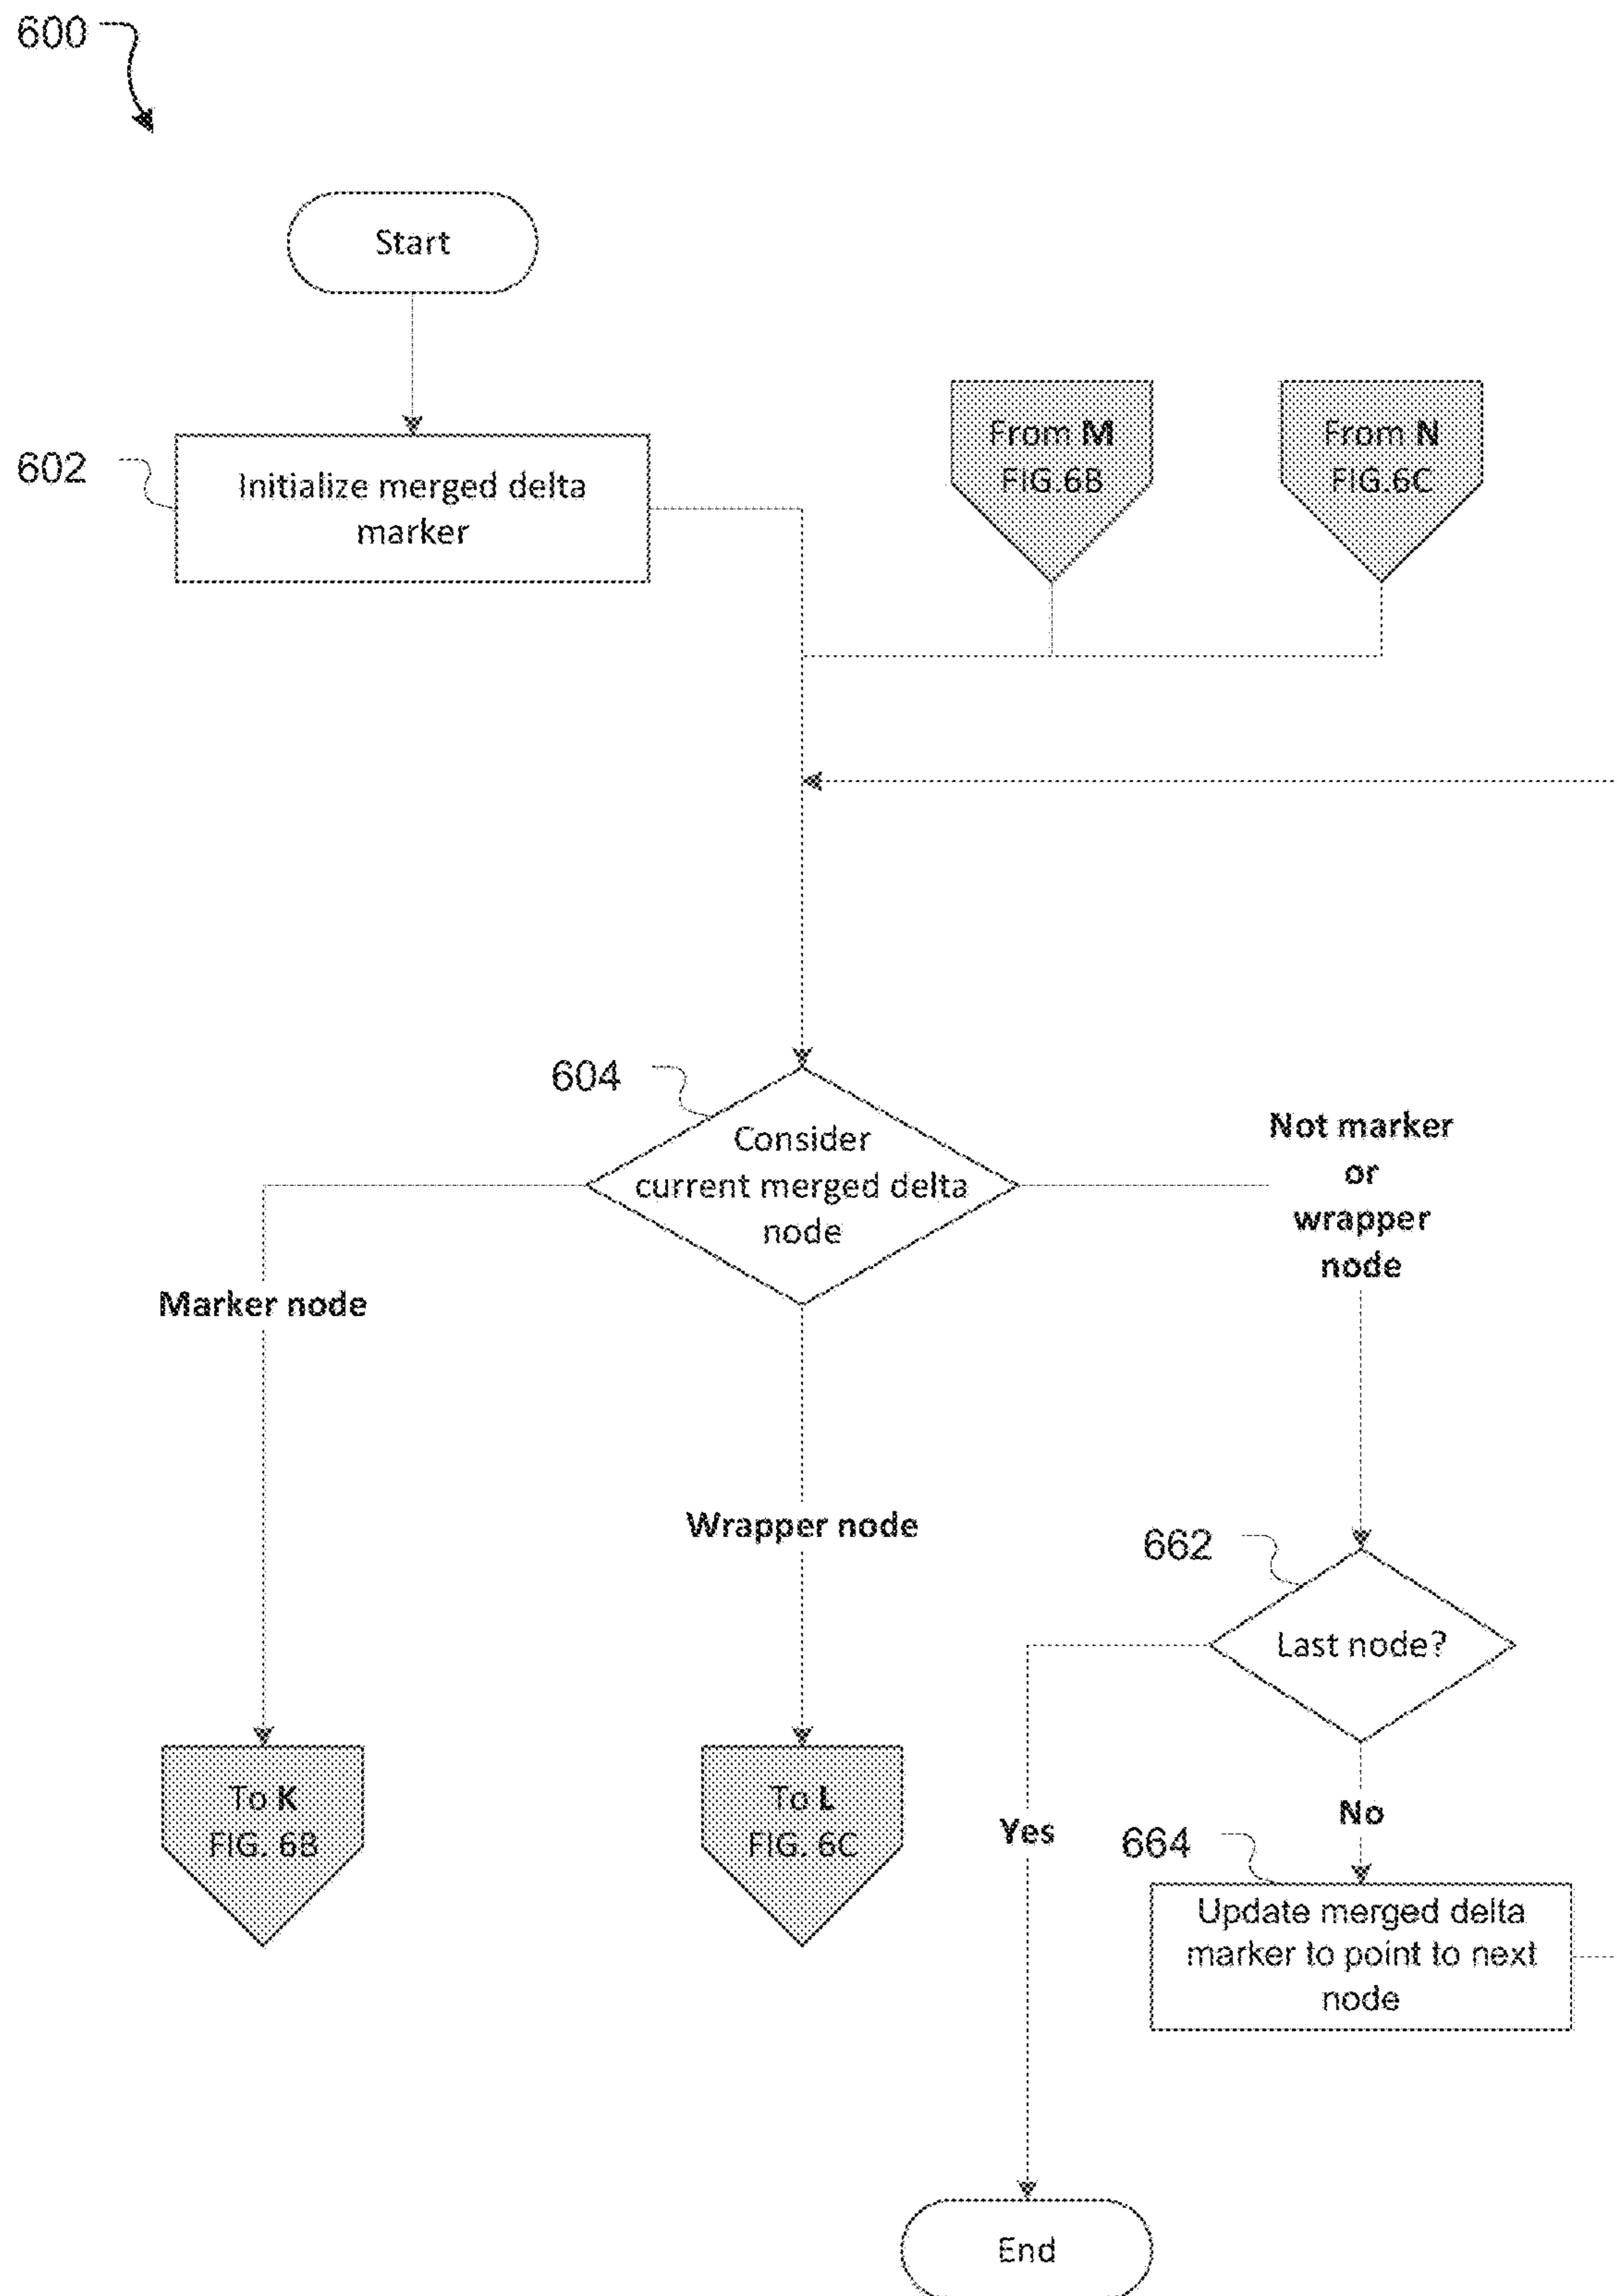 600
Start
602
Initialize merged delta
marker
From M
FIG.6B
From N
FIG.6C
604
Consider
current merged delta
node
Not marker
or
wrapper
node
Marker node
Wrapper node
662
Last node?
To K
FIG. 6B
To L
FIG. 6C
Yes
No
664
Update merged delta
marker to point to next
node
End